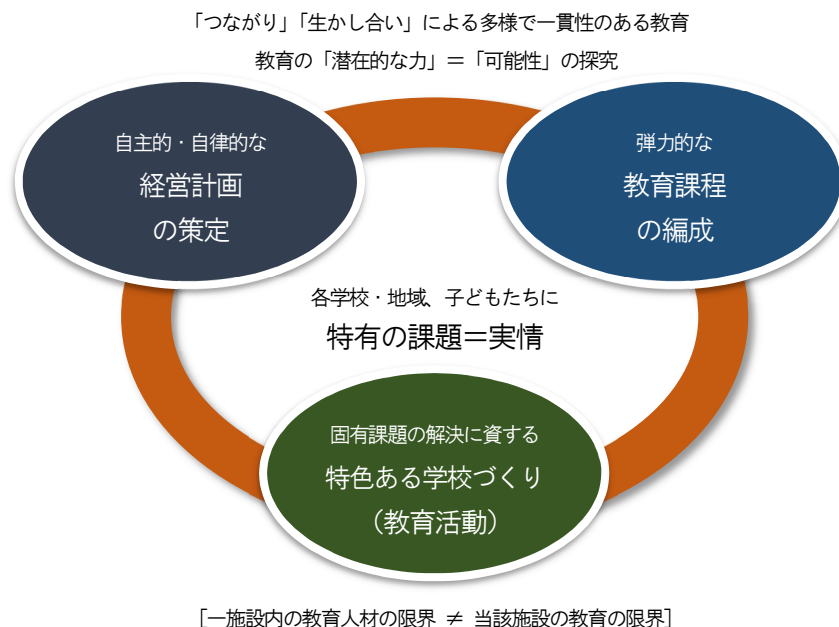 「つながり」「生かし合い」による多様で一貫性のある教育
教育の「潜在的な力」＝「可能性」の探究
自主的・自律的な
経営計画
の策定
弾力的な
教育課程
の編成
各学校・地域、子どもたちに
特有の課題＝実情
固有課題の解決に資する
特色ある学校づくり
（教育活動）
［一施設内の教育人材の限界 ≠ 当該施設の教育の限界］